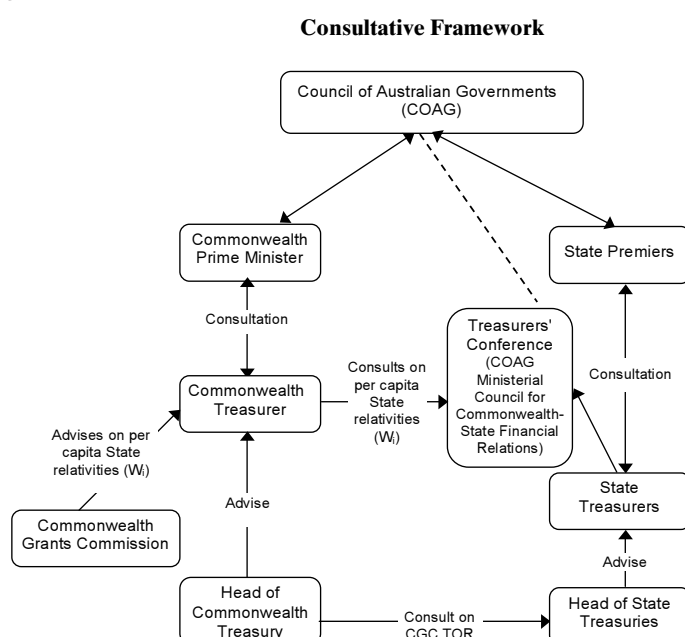 Consultative Framework
Council of Australian Governments
(COAG)
Commonwealth
Prime Minister
State Premiers
Consultation
Treasurers'
Conference
(COAG
Ministerial
Council for
Commonwealth-
State Financial
Relations)
Consults on
per capita
State
relativities
(Wi)
Consultation
Commonwealth
Treasurer
Advises on per
capita State
relativities (Wi)
State
Treasurers
Advise
Commonwealth
Grants Commission
Advise
Head of
Commonwealth
Treasury
Consult on
CGC TOR
Head of State
Treasuries